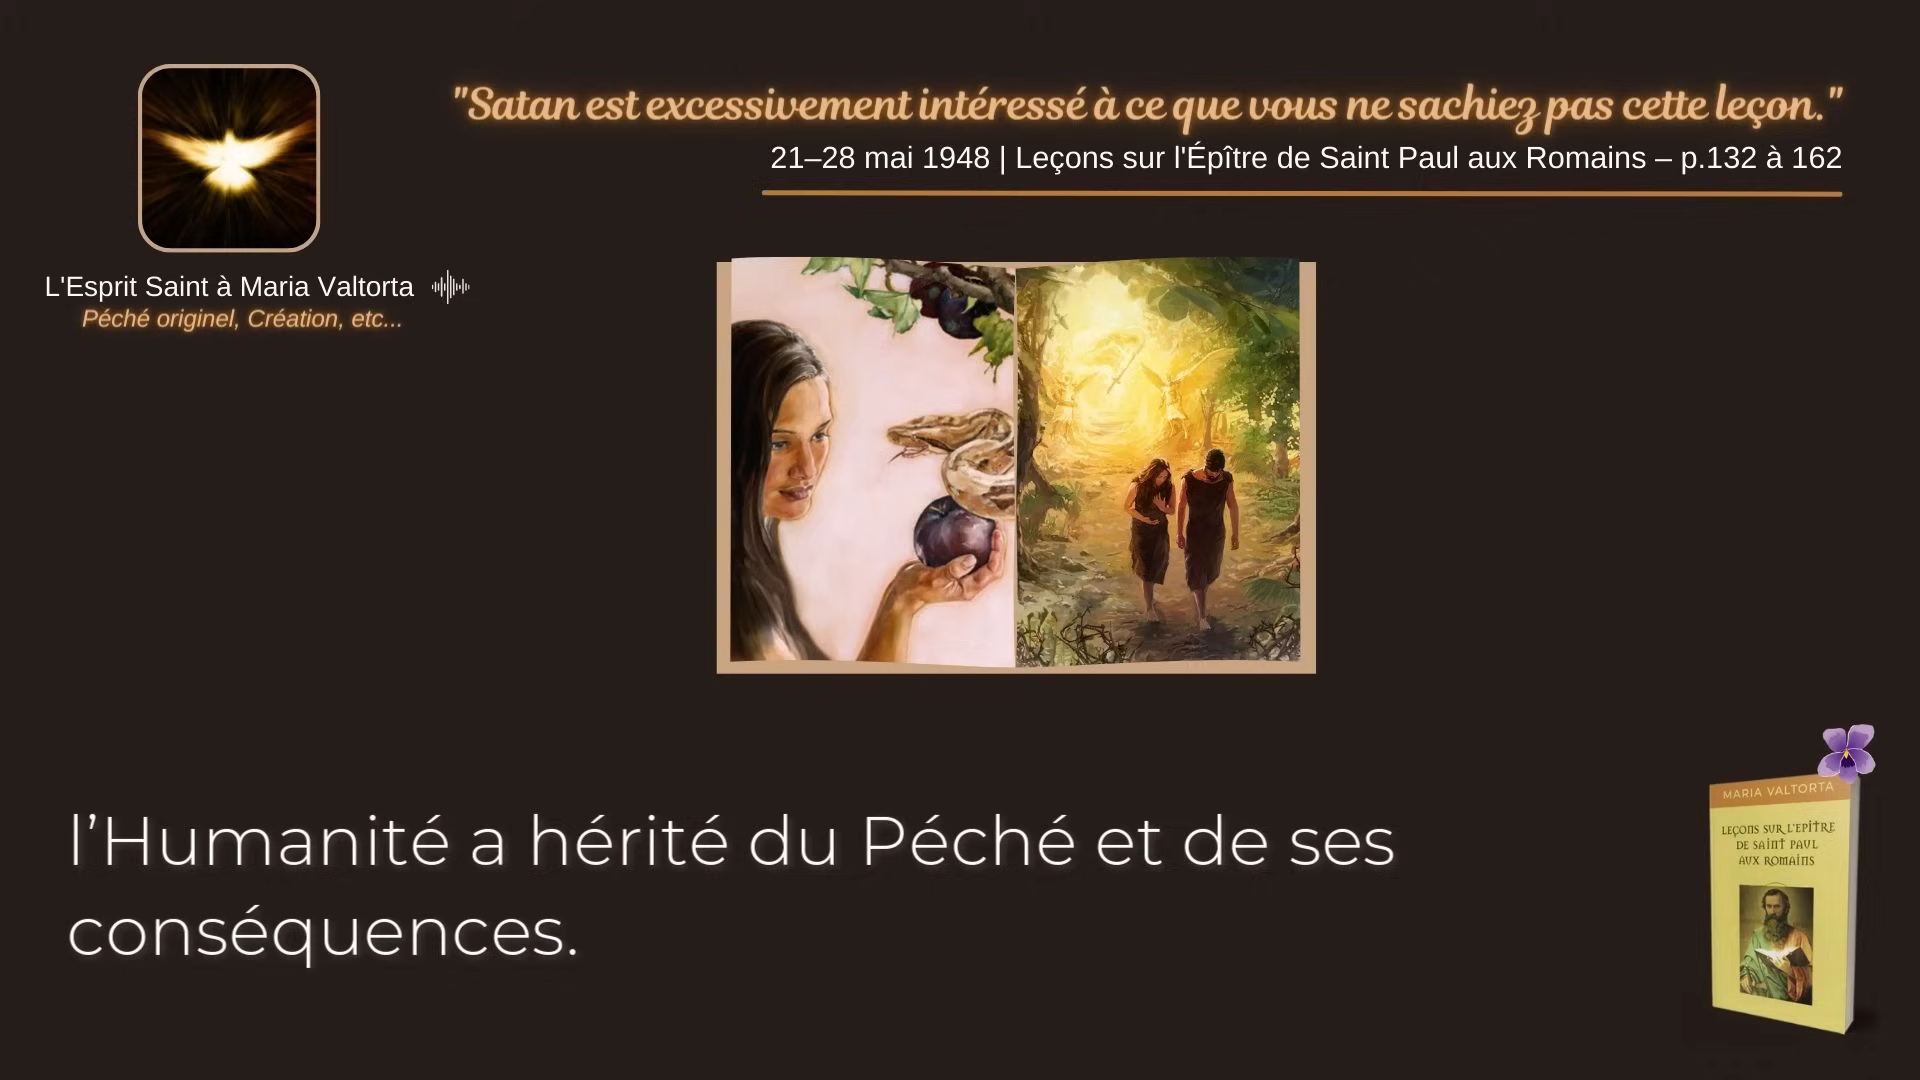 "Satan est excessivement intéressé à ce que vous ne sachiez pas cette leçon."
21–28 mai 1948 | Leçons sur l'Épître de Saint Paul aux Romains – p.132 à 162
L'Esprit Saint à Maria Valtorta
Péché originel, Création, etc...
l’Humanité a hérité du Péché et de ses
conséquences.
MARIA VALTORTA
LEÇONS SUR L'EPÎTRE
DE SAINT PAUL
AUX ROMAINS